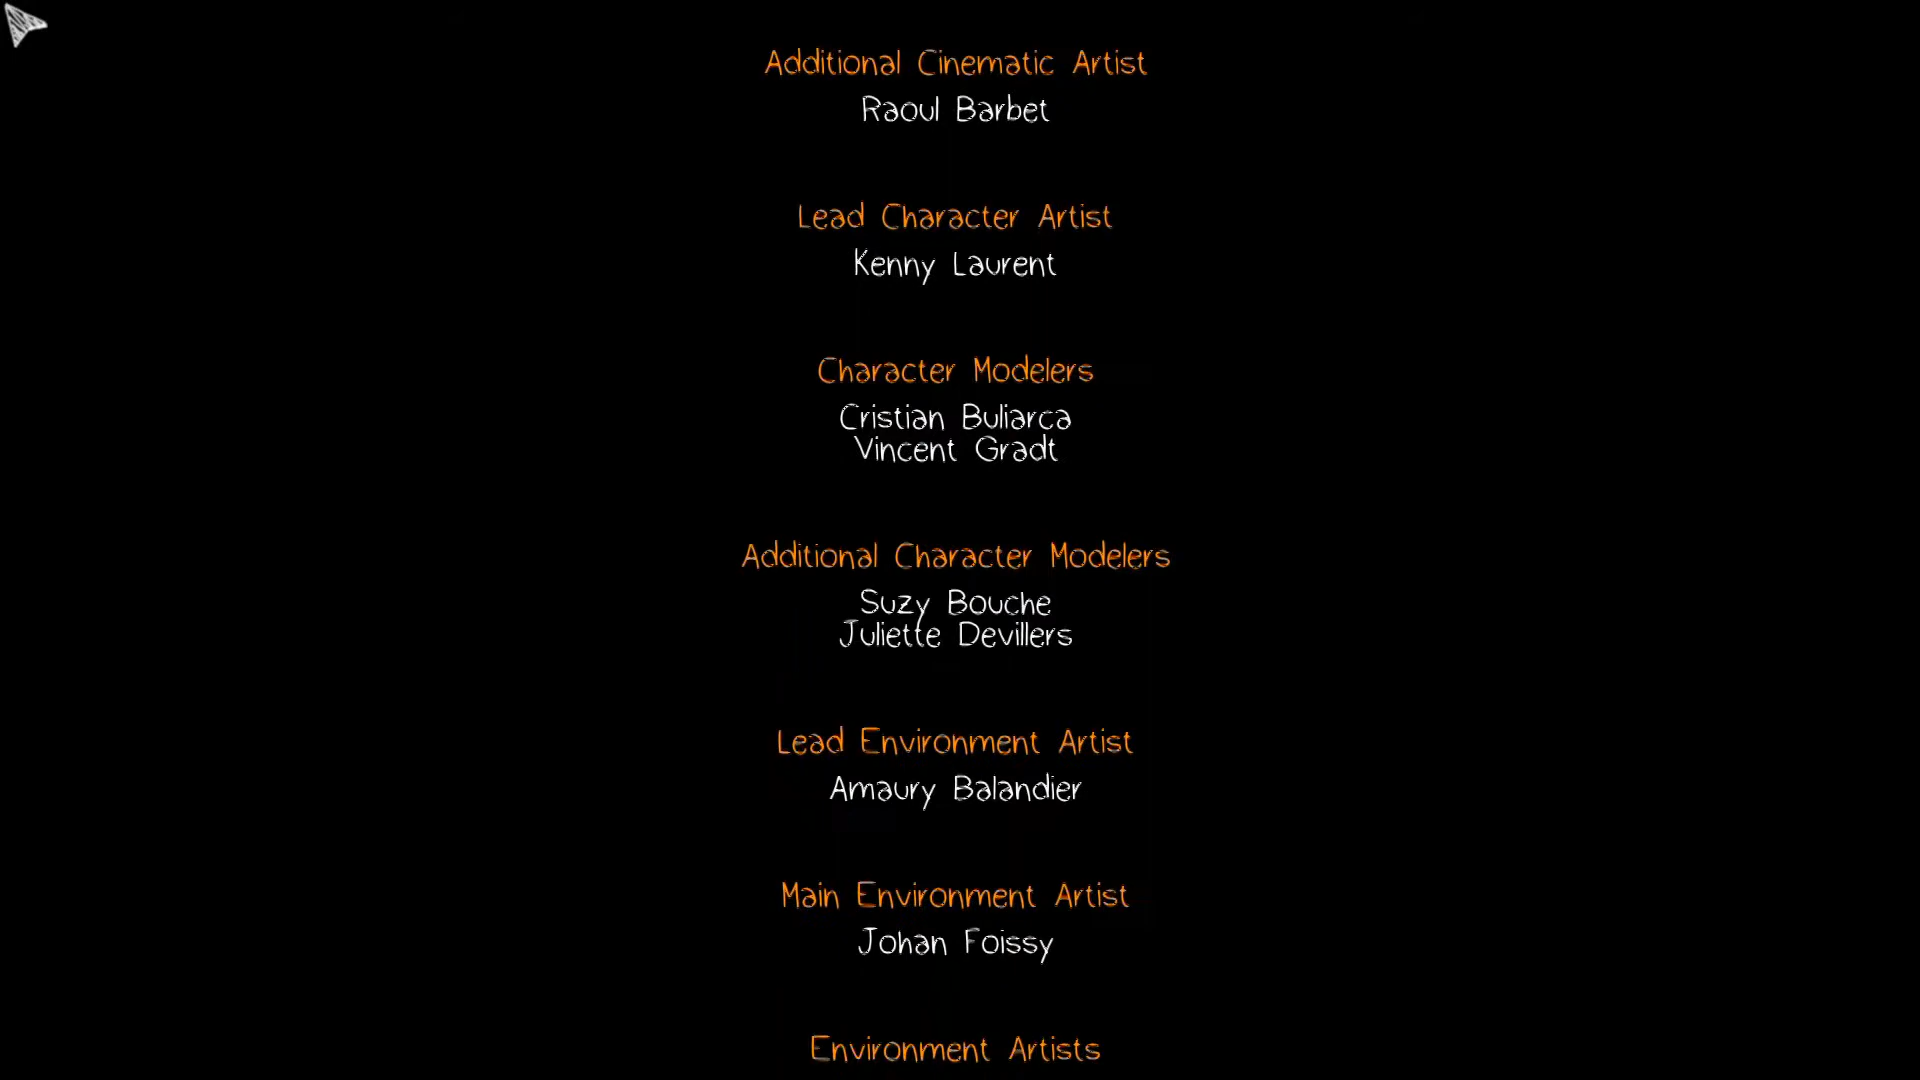 Additional Cinematic Artist
Raoul Barbet
Lead Character Artist
Kenny Laurent
Character Modelers
Cristian Buliarca
Vincent Gradt
Additional Character Modelers
Suzy Bouche
Juliette Devillers
Lead Environment Artist
Amaury Balandier
Main Environment Artist
Johan Foissy
Environment Artists